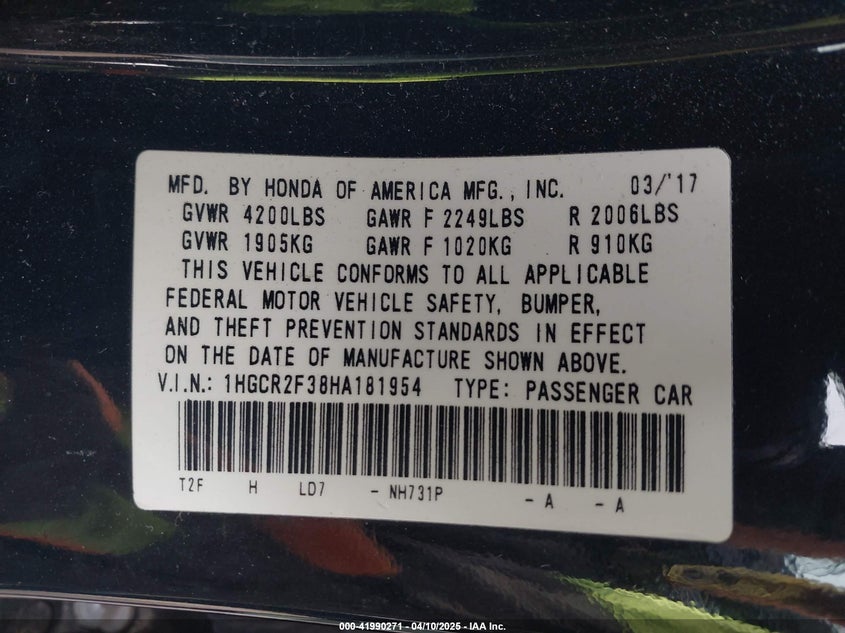 MFD. BY HONDA OF AMERICA MFG., INC. 03/'17
GVWR 4200LBS GAWR F 2249LBS R 2006LBS
GVWR 1905KG GAWR F 1020KG R 910KG
THIS VEHICLE CONFORMS TO ALL APPLICABLE
FEDERAL MOTOR VEHICLE SAFETY, BUMPER,
AND THEFT PREVENTION STANDARDS IN EFFECT
ON THE DATE OF MANUFACTURE SHOWN ABOVE.
V.I.N.: 1HGCR2F38HA181954 TYPE: PASSENGER CAR
T2F H LD7 - NH731P - A - A
000-41990271 - 04/10/2025 - IAA Inc.